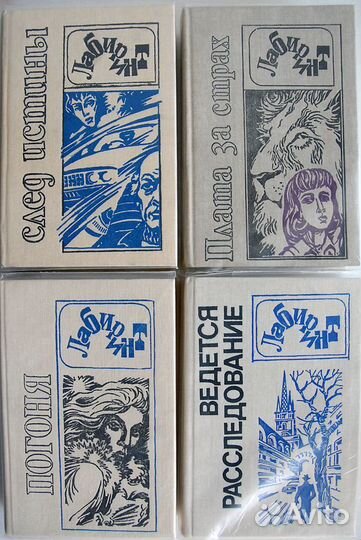 след истины
Лабиринт
Плата за страх
Лабиринт
погоня
Лабиринт
ВЕДЕТСЯ
РАССЛЕДОВАНИЕ
Лабиринт
Avito